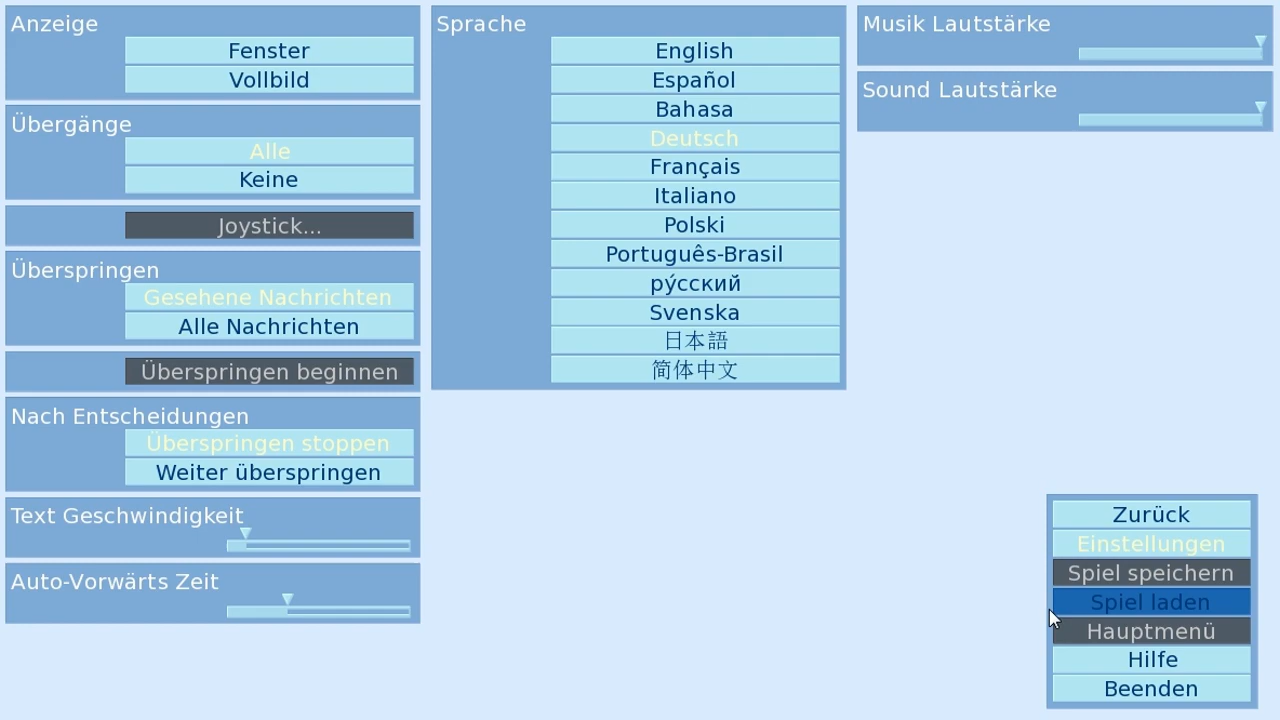 Anzeige
Fenster
Vollbild
Übergänge
Alle
Keine
Joystick...
Überspringen
Gesehene Nachrichten
Alle Nachrichten
Überspringen beginnen
Nach Entscheidungen
Überspringen stoppen
Weiter überspringen
Text Geschwindigkeit
Auto-Vorwärts Zeit
Sprache
English
Español
Bahasa
Deutsch
Français
Italiano
Polski
Português-Brasil
ру́сский
Svenska
日本語
简体中文
Musik Lautstärke
Sound Lautstärke
Zurück
Einstellungen
Spiel speichern
Spiel laden
Hauptmenü
Hilfe
Beenden